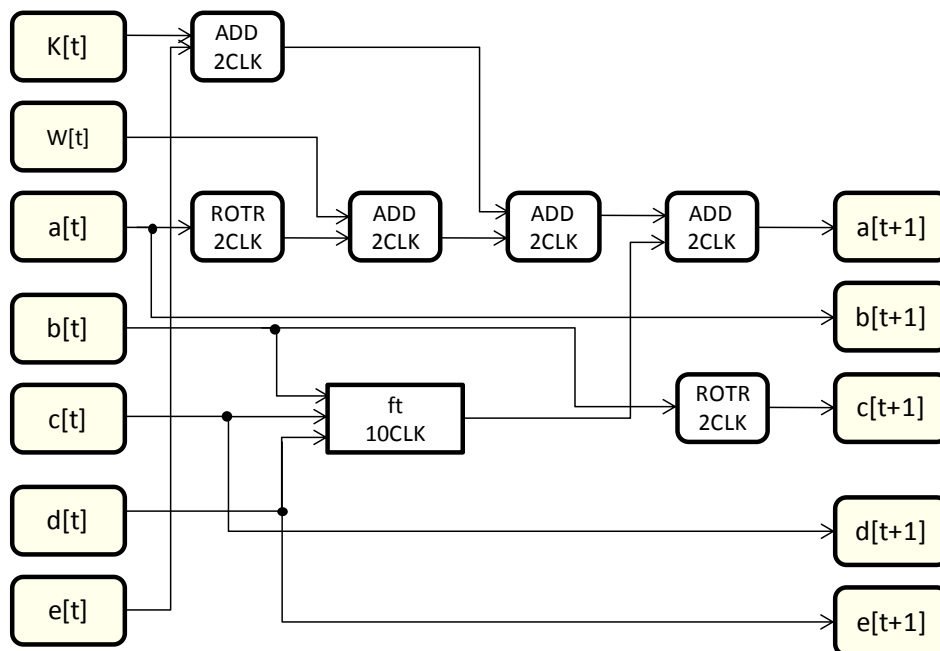 K[t]
ADD
2CLK
W[t]
a[t]
ROTR
2CLK
ADD
2CLK
ADD
2CLK
ADD
2CLK
a[t+1]
b[t]
b[t+1]
c[t]
ft
10CLK
ROTR
2CLK
c[t+1]
d[t]
d[t+1]
e[t]
e[t+1]